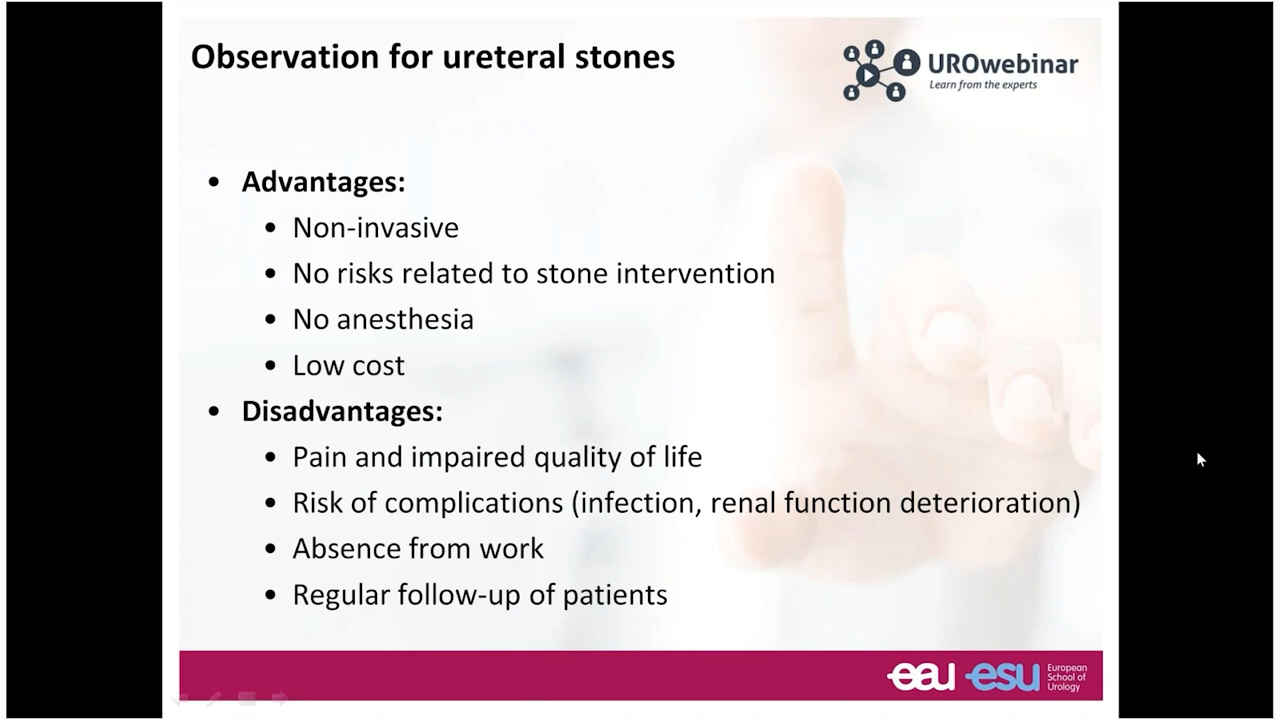 Observation for ureteral stones
UROwebinar
Learn from the experts
• Advantages:
• Non-invasive
• No risks related to stone intervention
• No anesthesia
• Low cost
• Disadvantages:
• Pain and impaired quality of life
• Risk of complications (infection, renal function deterioration)
• Absence from work
• Regular follow-up of patients
eau esu European
School of
Urology